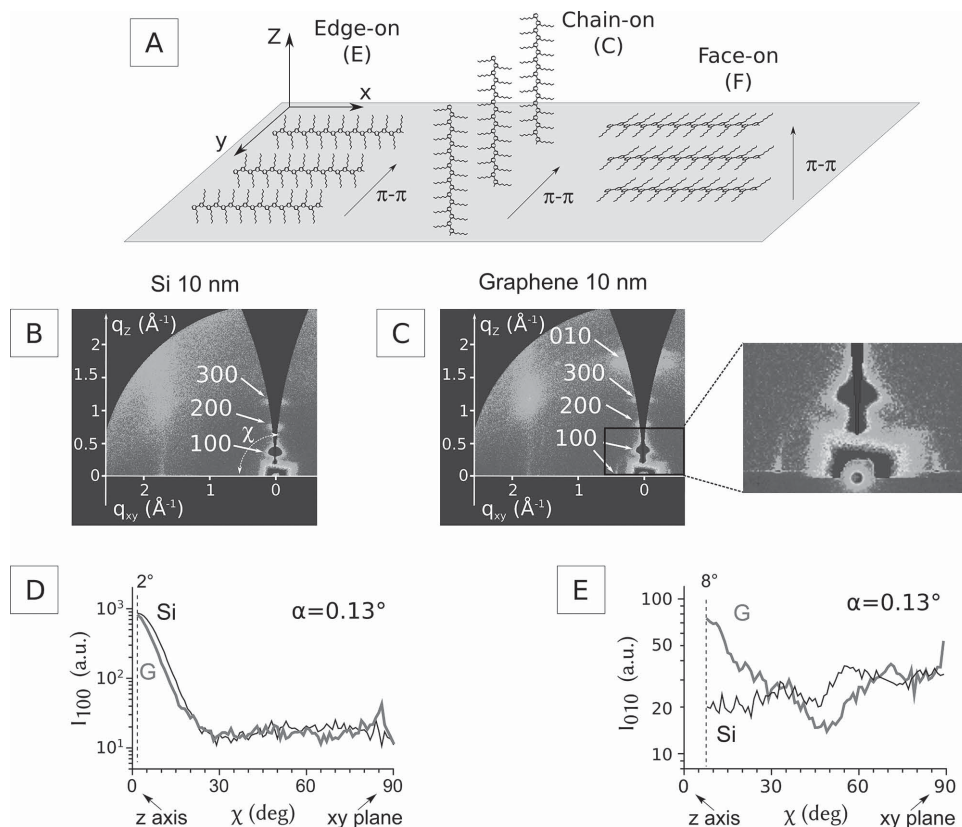 A
Z
x
y
Edge-on
(E)
Chain-on
(C)
Face-on
(F)
π-π
π-π
π-π
Si 10 nm
B
qZ (Å-1)
2
1.5
1
0.5
0
300
200
100
χ
2 1 0
qxy (Å-1)
Graphene 10 nm
C
qZ (Å-1)
2
1.5
1
0.5
0
010
300
200
100
2 1 0
qxy (Å-1)
D
2°
Si
G
α=0.13°
I100 (a.u.)
103
102
101
0 30 60 90
z axis χ (deg) xy plane
E
8°
G
Si
α=0.13°
I010 (a.u.)
100
50
20
10
0 30 60 90
z axis χ (deg) xy plane